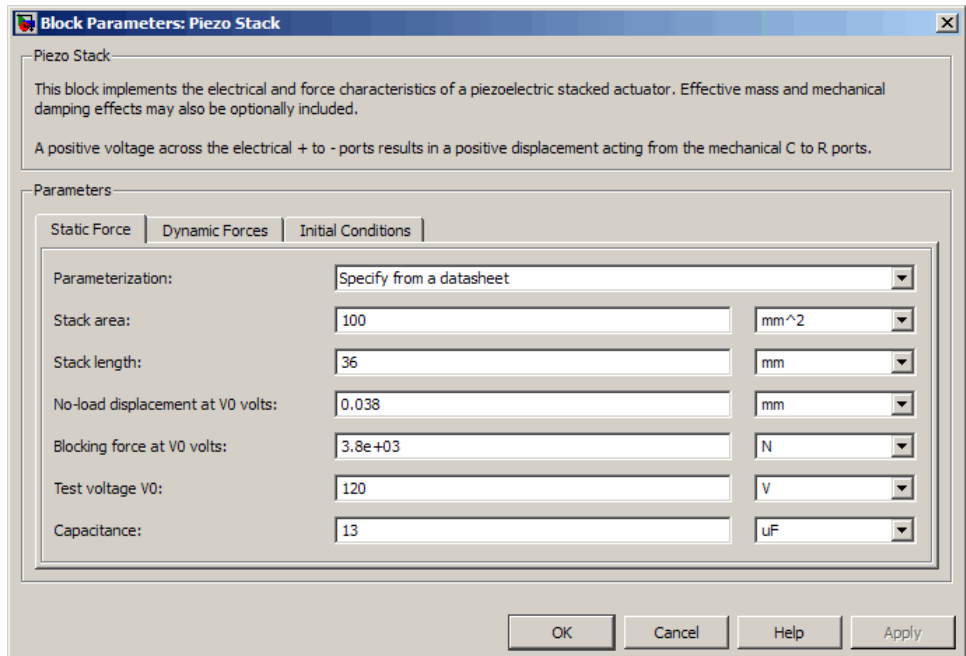 Block Parameters: Piezo Stack
Piezo Stack
This block implements the electrical and force characteristics of a piezoelectric stacked actuator. Effective mass and mechanical
damping effects may also be optionally included.
A positive voltage across the electrical + to - ports results in a positive displacement acting from the mechanical C to R ports.
Parameters
Static Force Dynamic Forces Initial Conditions
Parameterization: Specify from a datasheet
Stack area: 100 mm^2
Stack length: 36 mm
No-load displacement at V0 volts: 0.038 mm
Blocking force at V0 volts: 3.8e+03 N
Test voltage V0: 120 V
Capacitance: 13 uF
OK Cancel Help Apply